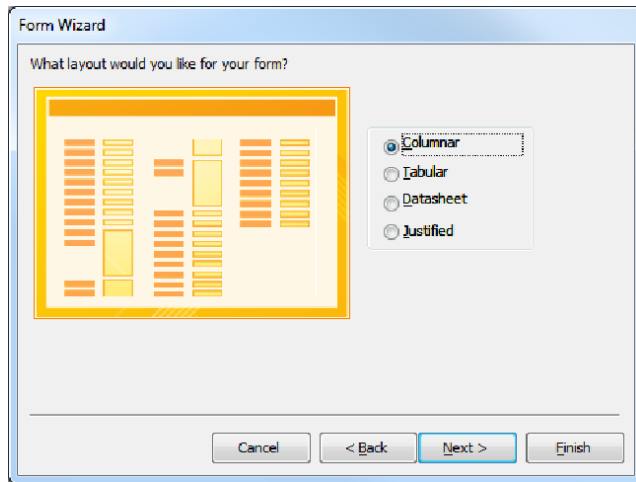 Form Wizard
What layout would you like for your form?
Columnar
Tabular
Datasheet
Justified
Cancel
< Back
Next >
Finish